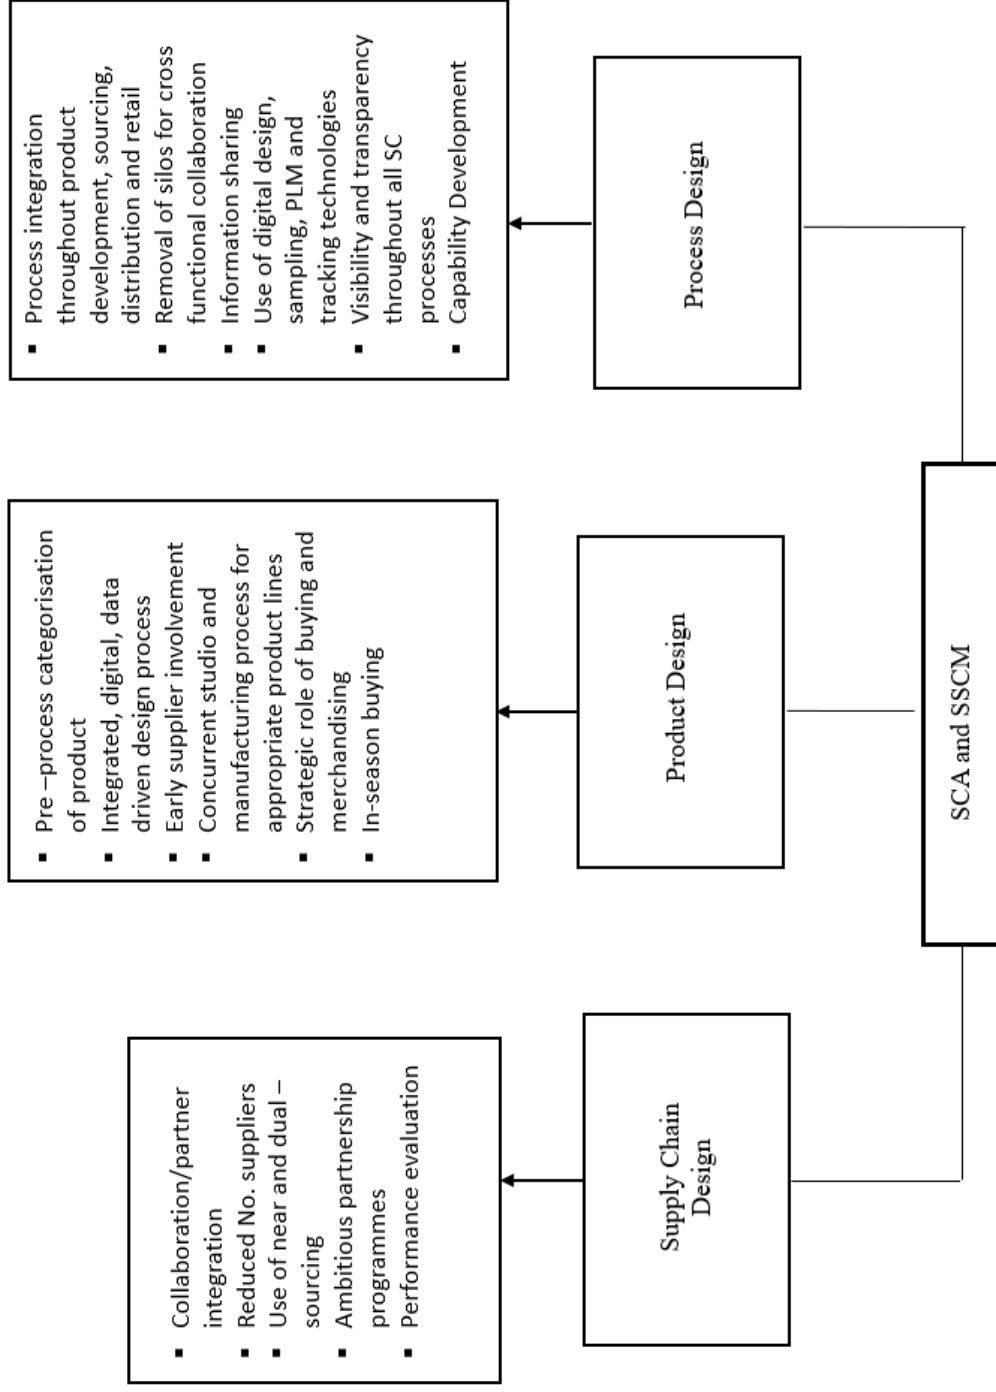 ▪ Collaboration/partner
integration
▪ Reduced No. suppliers
▪ Use of near and dual –
sourcing
▪ Ambitious partnership
programmes
▪ Performance evaluation
Supply Chain
Design
▪ Pre –process categorisation
of product
▪ Integrated, digital, data
driven design process
▪ Early supplier involvement
▪ Concurrent studio and
manufacturing process for
appropriate product lines
▪ Strategic role of buying and
merchandising
▪ In-season buying
Product Design
▪ Process integration
throughout product
development, sourcing,
distribution and retail
▪ Removal of silos for cross
functional collaboration
▪ Information sharing
▪ Use of digital design,
sampling, PLM and
tracking technologies
▪ Visibility and transparency
throughout all SC
processes
▪ Capability Development
Process Design
SCA and SSCM